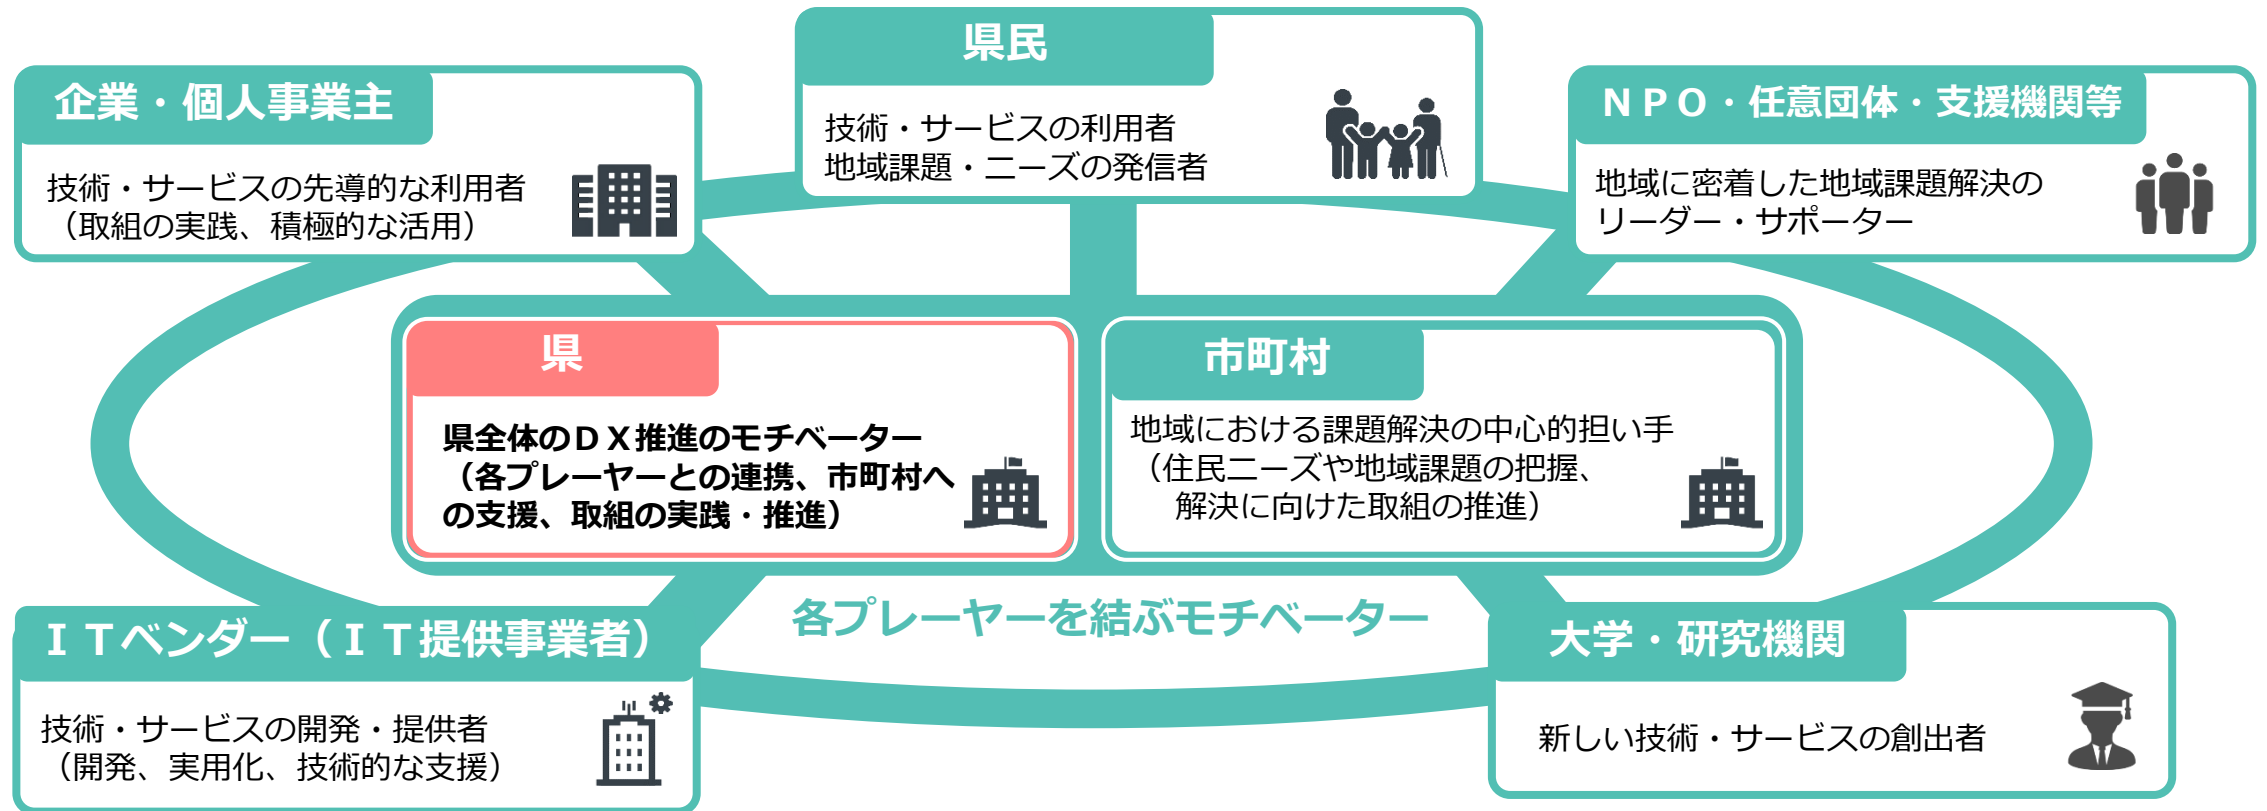 県民
技術・サービスの利用者
地域課題・ニーズの発信者
企業・個人事業主
技術・サービスの先導的な利用者
（取組の実践、積極的な活用）
ＮＰＯ・任意団体・支援機関等
地域に密着した地域課題解決の
リーダー・サポーター
県
県全体のＤＸ推進のモチベーター
（各プレーヤーとの連携、市町村へ
の支援、取組の実践・推進）
市町村
地域における課題解決の中心的担い手
（住民ニーズや地域課題の把握、
解決に向けた取組の推進）
各プレーヤーを結ぶモチベーター
ＩＴベンダー（ＩＴ提供事業者）
技術・サービスの開発・提供者
（開発、実用化、技術的な支援）
大学・研究機関
新しい技術・サービスの創出者